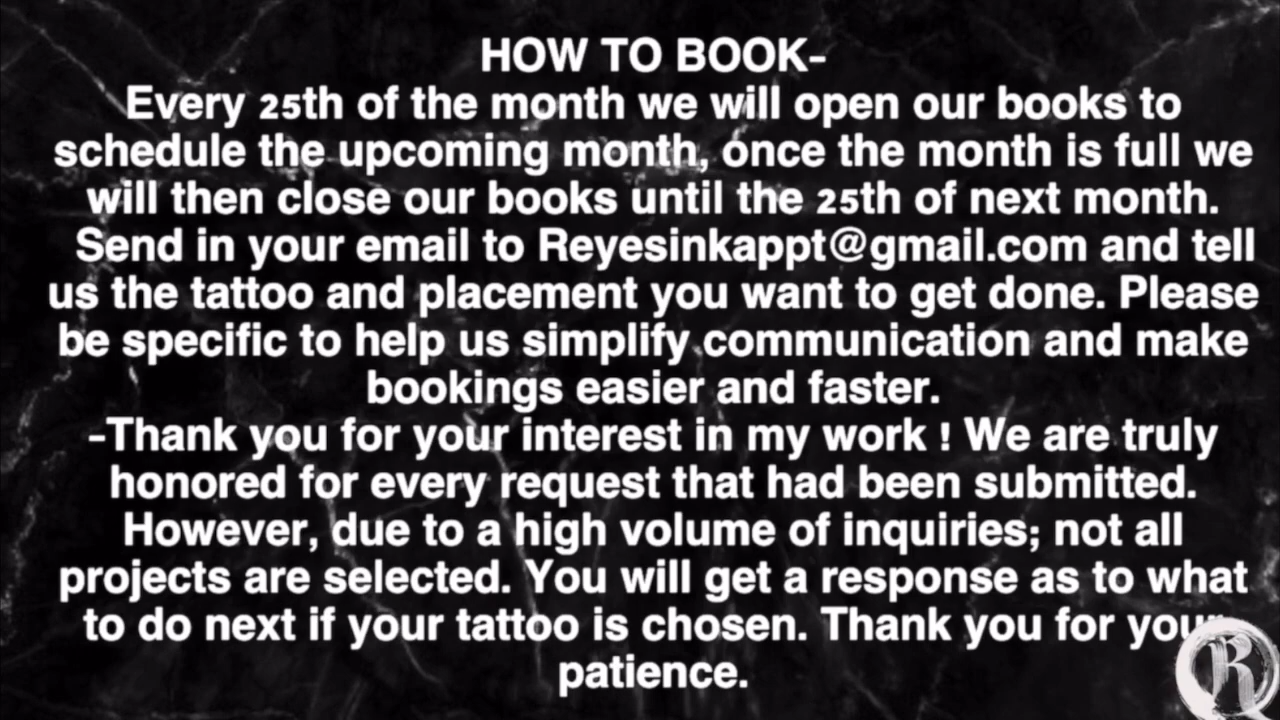 HOW TO BOOK-
Every 25th of the month we will open our books to
schedule the upcoming month, once the month is full we
will then close our books until the 25th of next month.
Send in your email to Reyesinkappt@gmail.com and tell
us the tattoo and placement you want to get done. Please
be specific to help us simplify communication and make
bookings easier and faster.
-Thank you for your interest in my work ! We are truly
honored for every request that had been submitted.
However, due to a high volume of inquiries; not all
projects are selected. You will get a response as to what
to do next if your tattoo is chosen. Thank you for your
patience.
R